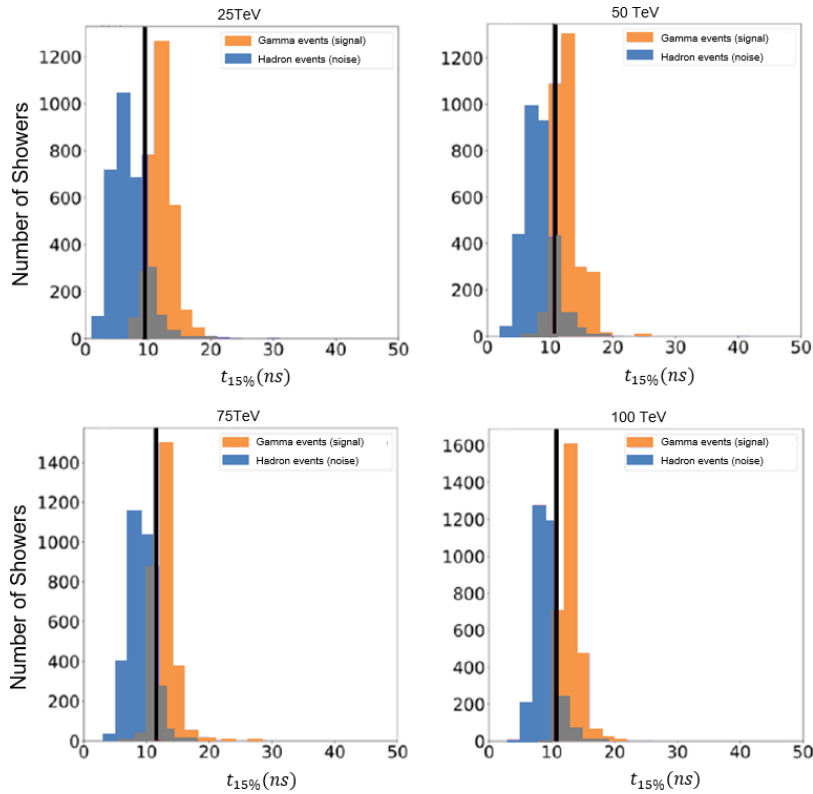 25TeV
50 TeV
Gamma events (signal)
Hadron events (noise)
Gamma events (signal)
Hadron events (noise)
1200
1000
800
600
400
200
0
0 10 20 30 40 50
t15%(ns)
Number of Showers
1200
1000
800
600
400
200
0
0 10 20 30 40 50
t15%(ns)
75TeV
100 TeV
Gamma events (signal)
Hadron events (noise)
Gamma events (signal)
Hadron events (noise)
1400
1200
1000
800
600
400
200
0
0 10 20 30 40 50
t15%(ns)
Number of Showers
1600
1400
1200
1000
800
600
400
200
0
0 10 20 30 40 50
t15%(ns)